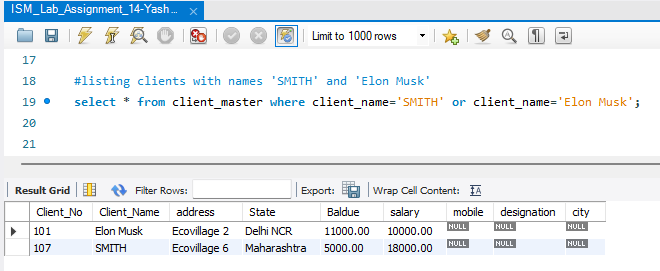 ISM_Lab_Assignment_14-Yash...
Limit to 1000 rows
17
18 #listing clients with names 'SMITH' and 'Elon Musk'
19 select * from client_master where client_name='SMITH' or client_name='Elon Musk';
20
21
Result Grid Filter Rows: Export: Wrap Cell Content: IA
Client_No Client_Name address State Baldue salary mobile designation city
101 Elon Musk Ecovillage 2 Delhi NCR 11000.00 10000.00 NULL NULL NULL
107 SMITH Ecovillage 6 Maharashtra 5000.00 18000.00 NULL NULL NULL